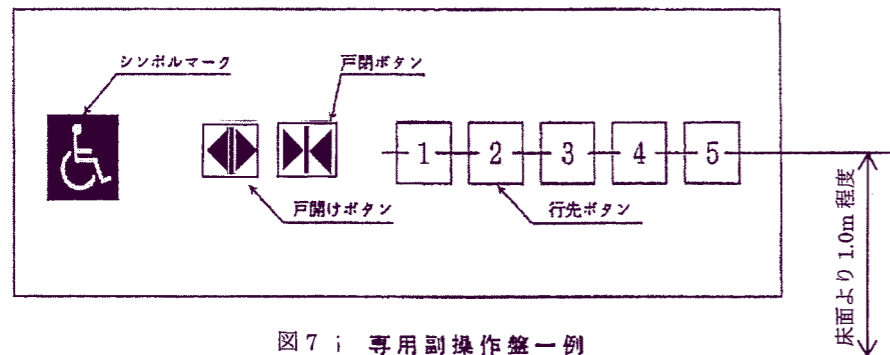 シンボルマーク
戸閉ボタン
1 2 3 4 5
戸開けボタン
行先ボタン
床面より 1.0m 程度
図7 i 専用副操作盤一例